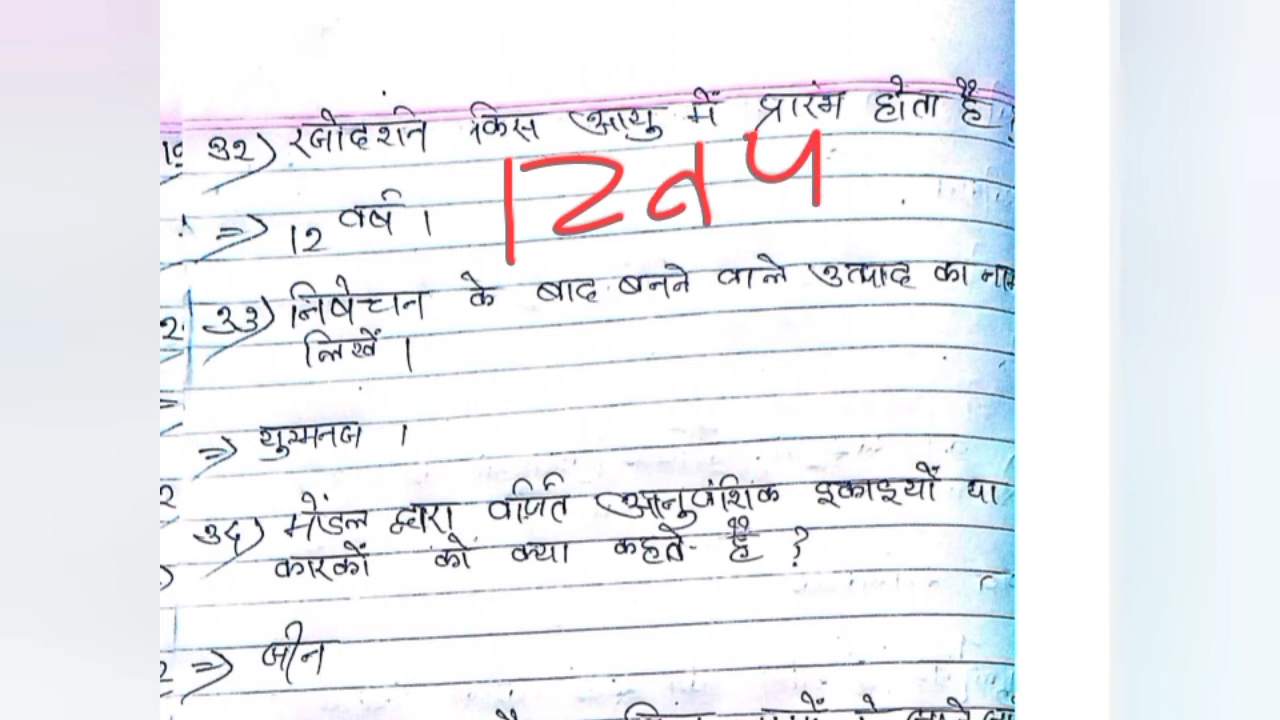 32) रजोदर्शन किस आयु में प्रारंभ होता है ?
12
=> 12 वर्ष ।
33) निषेचन के बाद बनने वाले उत्पाद का नाम
लिखें ।
=> युग्मनज ।
34) मेंडल द्वारा वर्णित आनुवंशिक इकाइयों या
कारकों को क्या कहते है ?
=> जीन